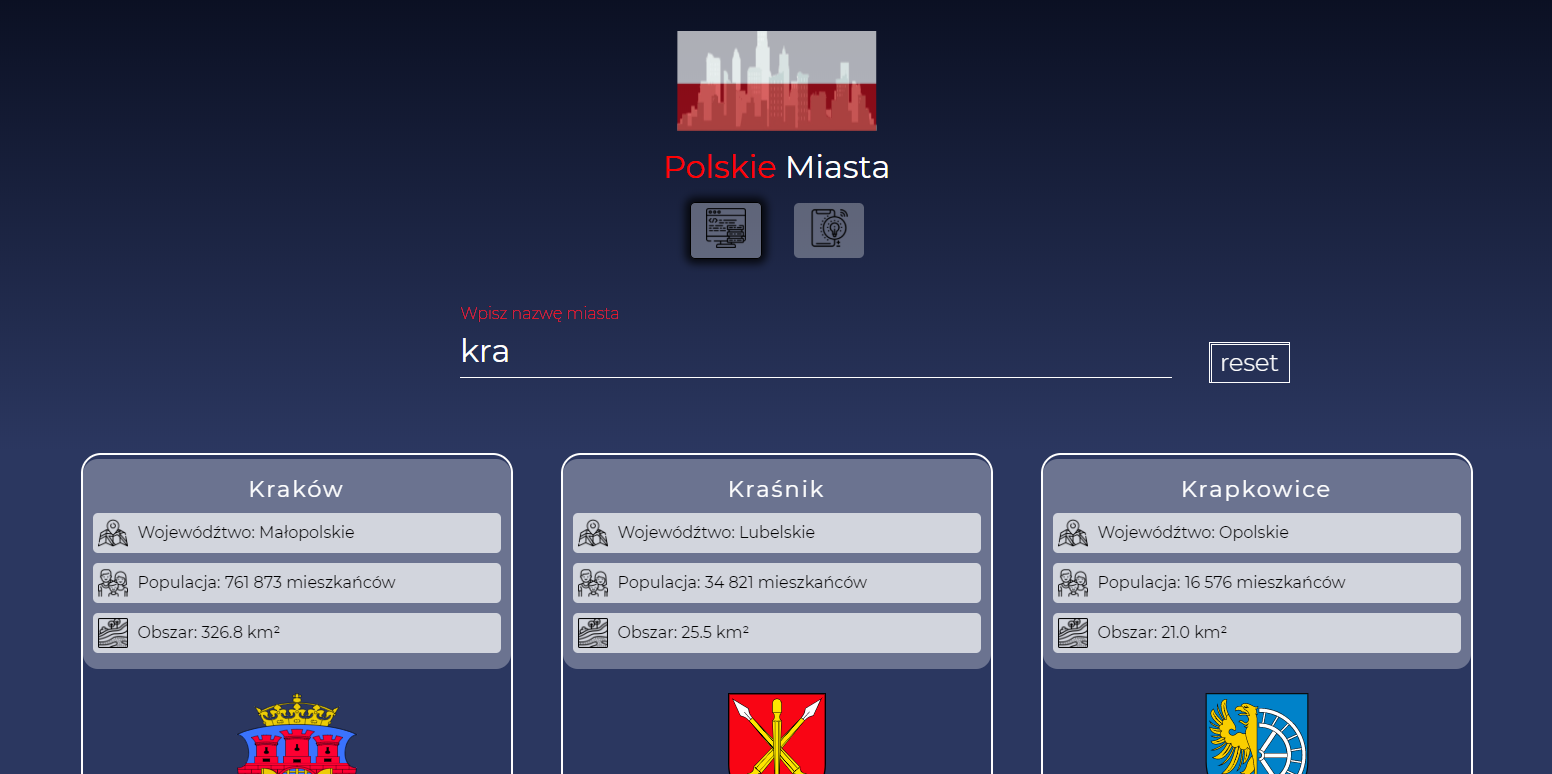 Polskie Miasta
Wpisz nazwę miasta
kra
reset
Kraków
Województwo: Małopolskie
Populacja: 761 873 mieszkańców
Obszar: 326.8 km²
Kraśnik
Województwo: Lubelskie
Populacja: 34 821 mieszkańców
Obszar: 25.5 km²
Krapkowice
Województwo: Opolskie
Populacja: 16 576 mieszkańców
Obszar: 21.0 km²